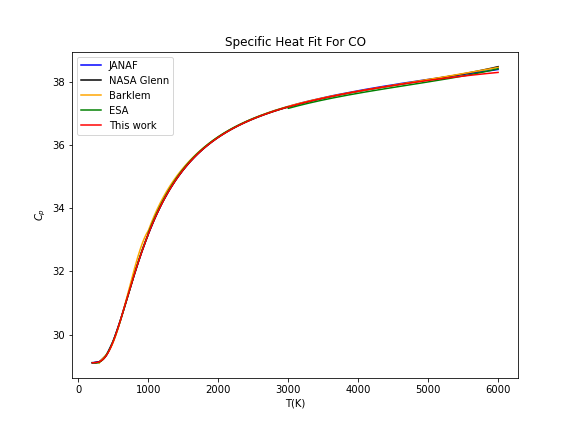 Specific Heat Fit For CO
JANAF
NASA Glenn
Barklem
ESA
This work
38
36
34
32
30
C_p
0 1000 2000 3000 4000 5000 6000
T(K)